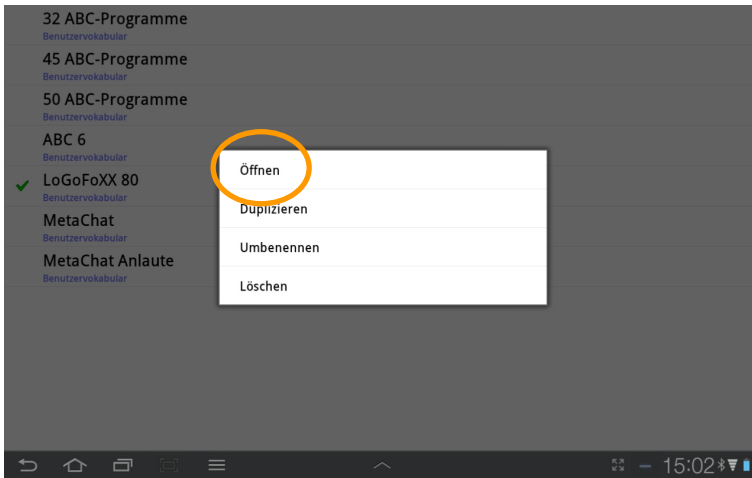 32 ABC-Programme
Benutzervokabular
45 ABC-Programme
Benutzervokabular
50 ABC-Programme
Benutzervokabular
ABC 6
Benutzervokabular
LoGoFoXX 80
Benutzervokabular
MetaChat
Benutzervokabular
MetaChat Anlaute
Benutzervokabular
Öffnen
Duplizieren
Umbenennen
Löschen
15:02